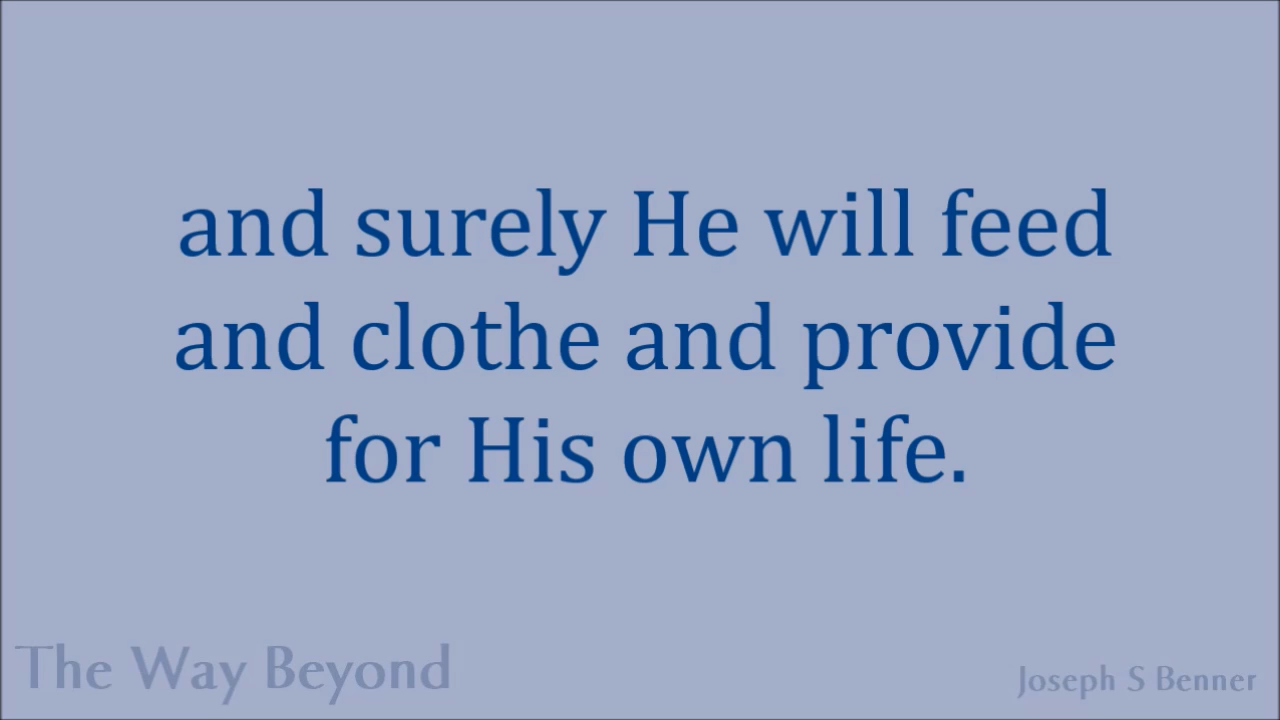 and surely He will feed
and clothe and provide
for His own life.
The Way Beyond
Joseph S Benner